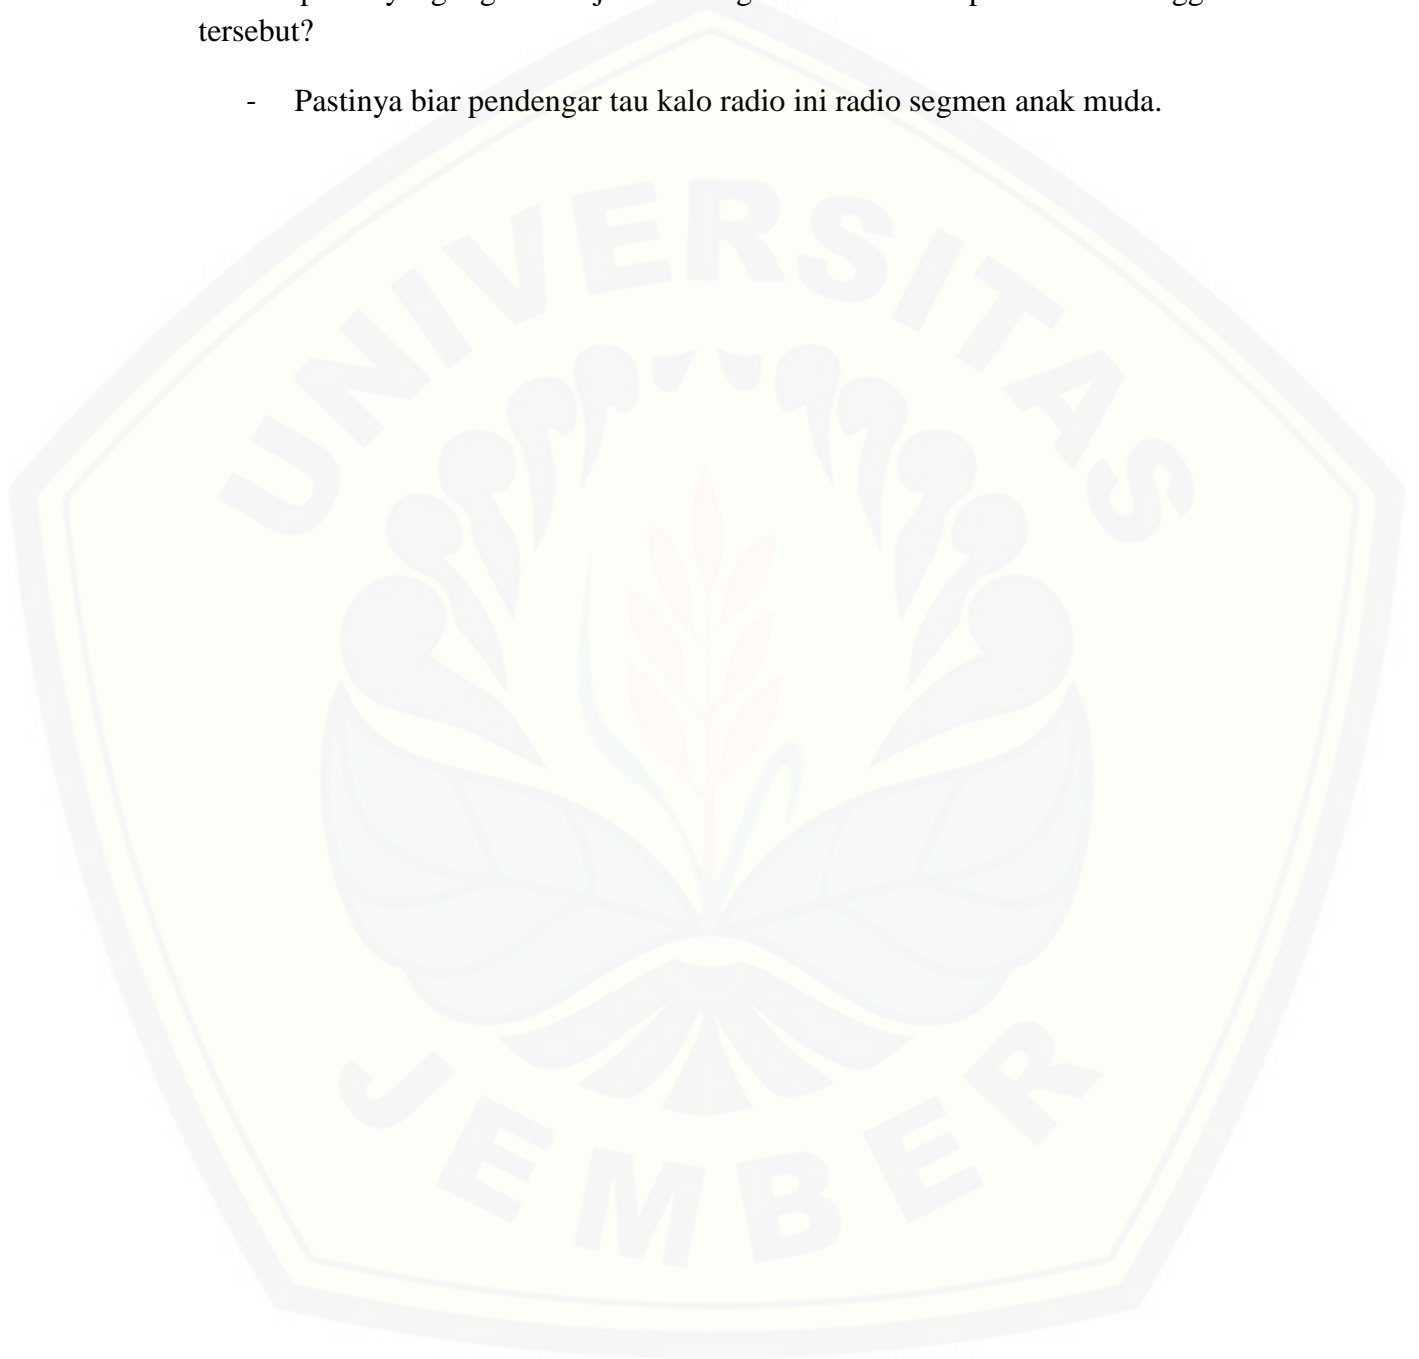 tersebut?
- Pastinya biar pendengar tau kalo radio ini radio segmen anak muda.
UNIVERSITAS
JEMBER